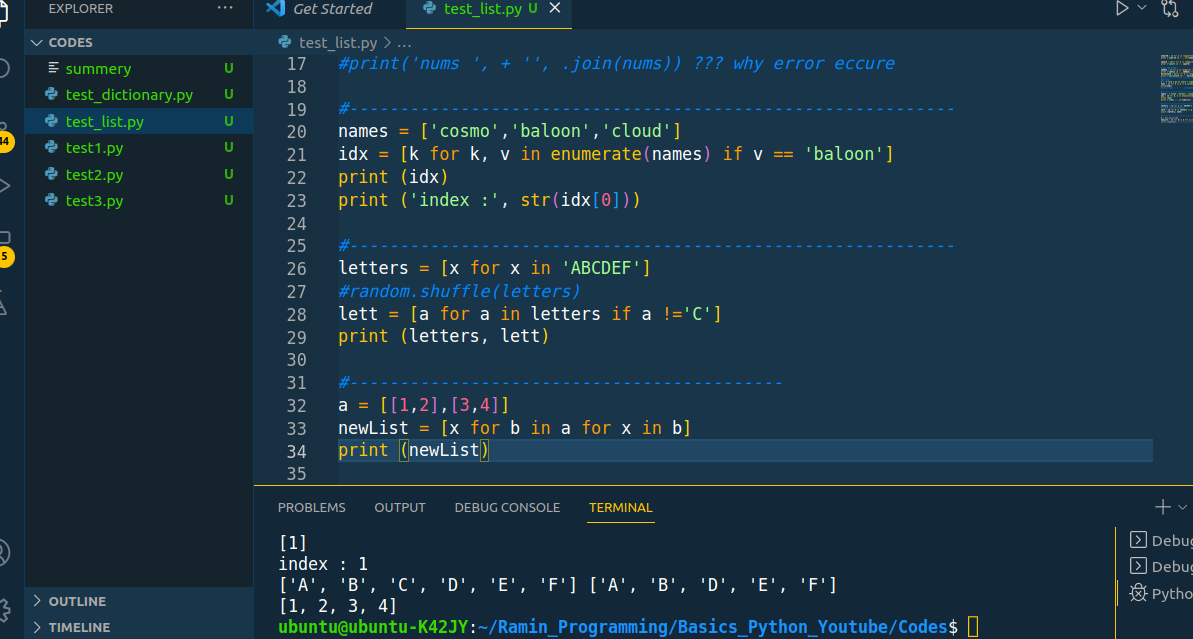 EXPLORER ...
Get Started
test_list.py U
CODES
summery U
test_dictionary.py U
test_list.py U
test1.py U
test2.py U
test3.py U
44
5
OUTLINE
TIMELINE
test_list.py > ...
17 #print('nums ', + '', .join(nums)) ??? why error eccure
18
19 #------------------------------------------------------------
20 names = ['cosmo','baloon','cloud']
21 idx = [k for k, v in enumerate(names) if v == 'baloon']
22 print (idx)
23 print ('index :', str(idx[0]))
24
25 #------------------------------------------------------------
26 letters = [x for x in 'ABCDEF']
27 #random.shuffle(letters)
28 lett = [a for a in letters if a !='C']
29 print (letters, lett)
30
31 #-------------------------------------------
32 a = [[1,2],[3,4]]
33 newList = [x for b in a for x in b]
34 print (newList)
35
PROBLEMS OUTPUT DEBUG CONSOLE TERMINAL
[1]
index : 1
['A', 'B', 'C', 'D', 'E', 'F'] ['A', 'B', 'D', 'E', 'F']
[1, 2, 3, 4]
ubuntu@ubuntu-K42JY:~/Ramin_Programming/Basics_Python_Youtube/Codes$
Debug
Debug
Pytho